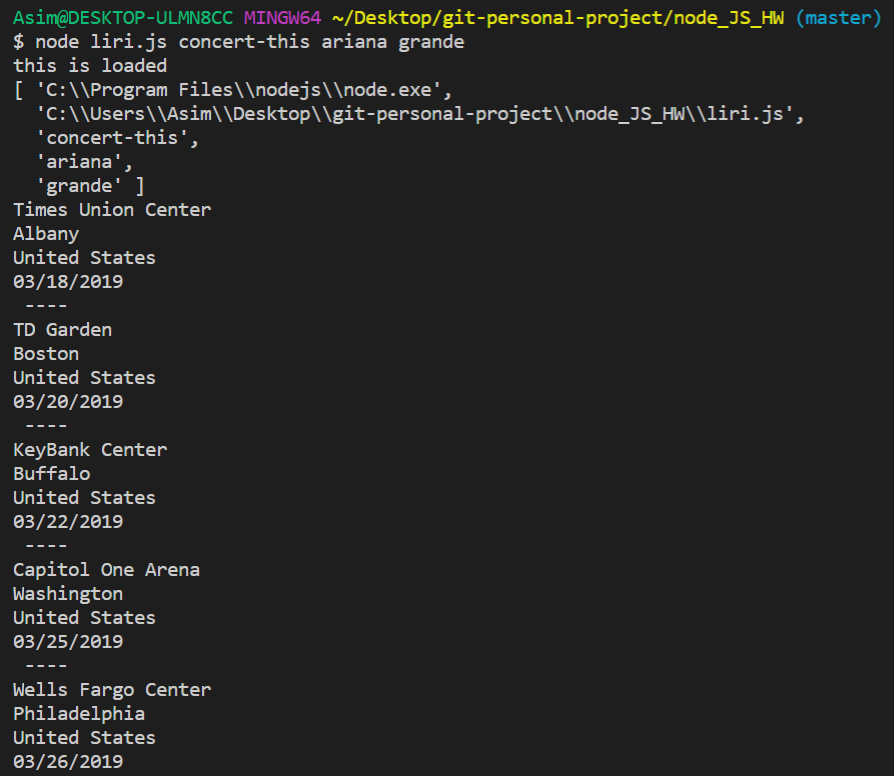 Asim@DESKTOP-ULMN8CC MINGW64 ~/Desktop/git-personal-project/node_JS_HW (master)
$ node liri.js concert-this ariana grande
this is loaded
[ 'C:\\Program Files\\nodejs\\node.exe',
  'C:\\Users\\Asim\\Desktop\\git-personal-project\\node_JS_HW\\liri.js',
  'concert-this',
  'ariana',
  'grande' ]
Times Union Center
Albany
United States
03/18/2019
 ----
TD Garden
Boston
United States
03/20/2019
 ----
KeyBank Center
Buffalo
United States
03/22/2019
 ----
Capitol One Arena
Washington
United States
03/25/2019
 ----
Wells Fargo Center
Philadelphia
United States
03/26/2019